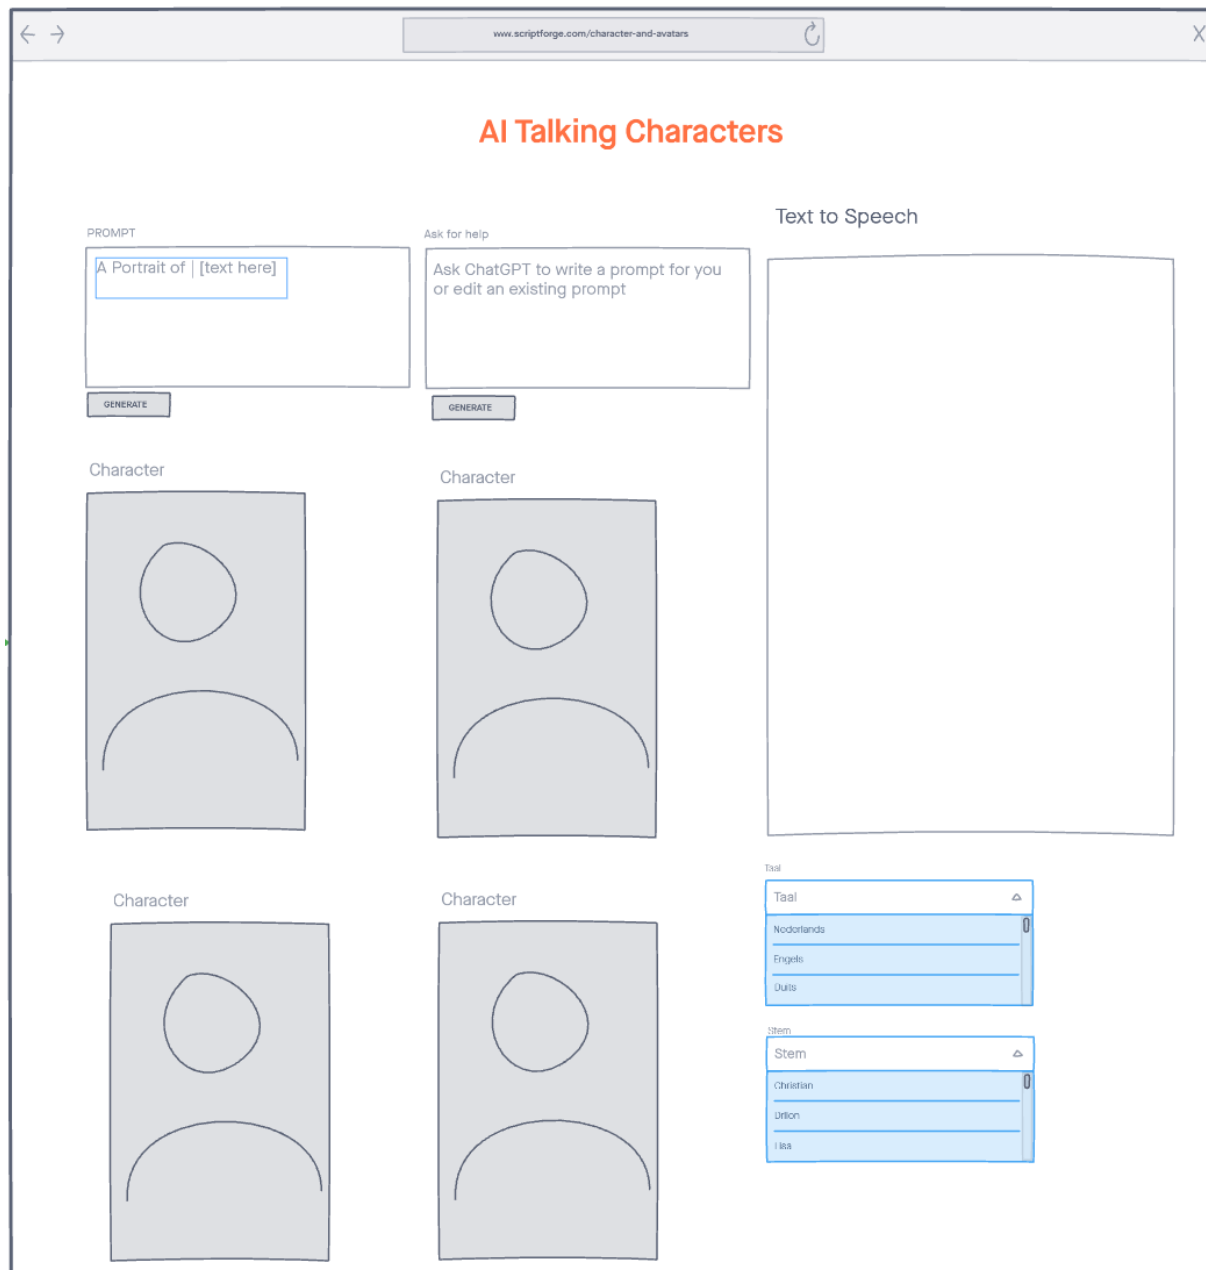 www.scriptforge.com/character-and-avatars
X
AI Talking Characters
PROMPT
A Portrait of | [text here]
GENERATE
Ask for help
Ask ChatGPT to write a prompt for you
or edit an existing prompt
GENERATE
Text to Speech
Character
Character
Character
Character
Taal
Taal
Nederlands
Engels
Duits
Stem
Stem
Christian
Lisa